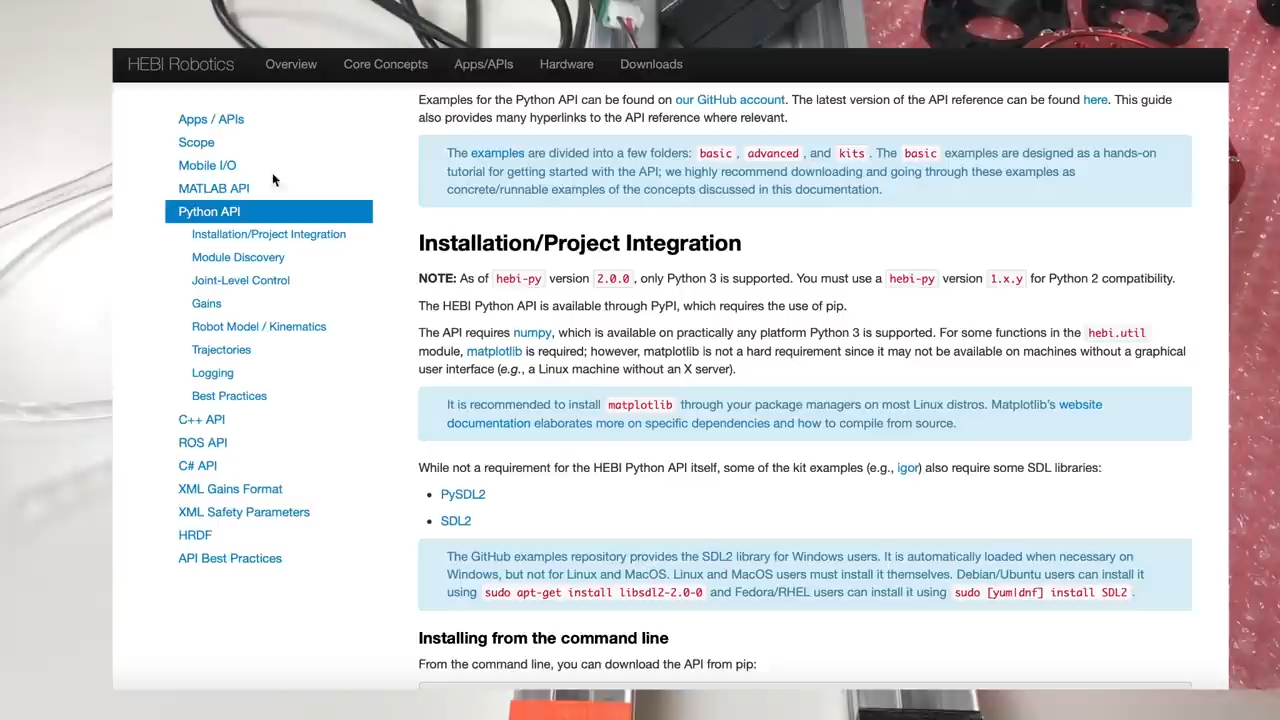 HEBI Robotics Overview Core Concepts Apps/APIs Hardware Downloads
Apps / APIs
Scope
Mobile I/O
MATLAB API
Python API
Installation/Project Integration
Module Discovery
Joint-Level Control
Gains
Robot Model / Kinematics
Trajectories
Logging
Best Practices
C++ API
ROS API
C# API
XML Gains Format
XML Safety Parameters
HRDF
API Best Practices
Examples for the Python API can be found on our GitHub account. The latest version of the API reference can be found here. This guide
also provides many hyperlinks to the API reference where relevant.
The examples are divided into a few folders: basic, advanced, and kits. The basic examples are designed as a hands-on
tutorial for getting started with the API; we highly recommend downloading and going through these examples as
concrete/runnable examples of the concepts discussed in this documentation.
Installation/Project Integration
NOTE: As of hebi-py version 2.0.0, only Python 3 is supported. You must use a hebi-py version 1.x.y for Python 2 compatibility.
The HEBI Python API is available through PyPI, which requires the use of pip.
The API requires numpy, which is available on practically any platform Python 3 is supported. For some functions in the hebi.util
module, matplotlib is required; however, matplotlib is not a hard requirement since it may not be available on machines without a graphical
user interface (e.g., a Linux machine without an X server).
It is recommended to install matplotlib through your package managers on most Linux distros. Matplotlib's website
documentation elaborates more on specific dependencies and how to compile from source.
While not a requirement for the HEBI Python API itself, some of the kit examples (e.g., igor) also require some SDL libraries:
• PySDL2
• SDL2
The GitHub examples repository provides the SDL2 library for Windows users. It is automatically loaded when necessary on
Windows, but not for Linux and MacOS. Linux and MacOS users must install it themselves. Debian/Ubuntu users can install it
using sudo apt-get install libsdl2-2.0-0 and Fedora/RHEL users can install it using sudo [yum|dnf] install SDL2.
Installing from the command line
From the command line, you can download the API from pip: